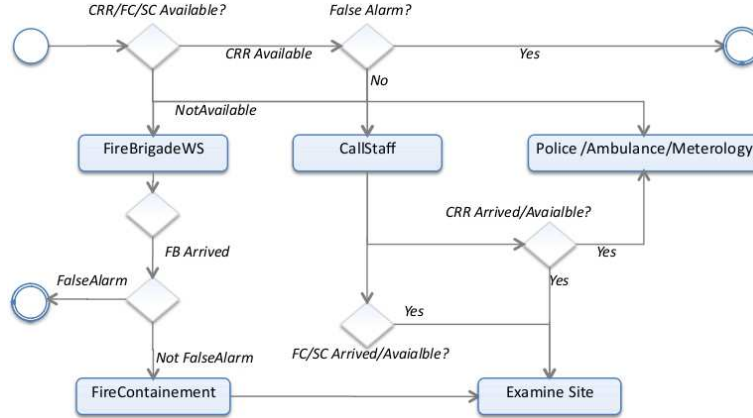 CRR/FC/SC Available?
False Alarm?
CRR Available
Yes
No
NotAvailable
FireBrigadeWS
CallStaff
Police /Ambulance/Meterology
CRR Arrived/Avaialble?
FB Arrived
Yes
FalseAlarm
Yes
Yes
FC/SC Arrived/Avaialble?
Not FalseAlarm
FireContainement
Examine Site